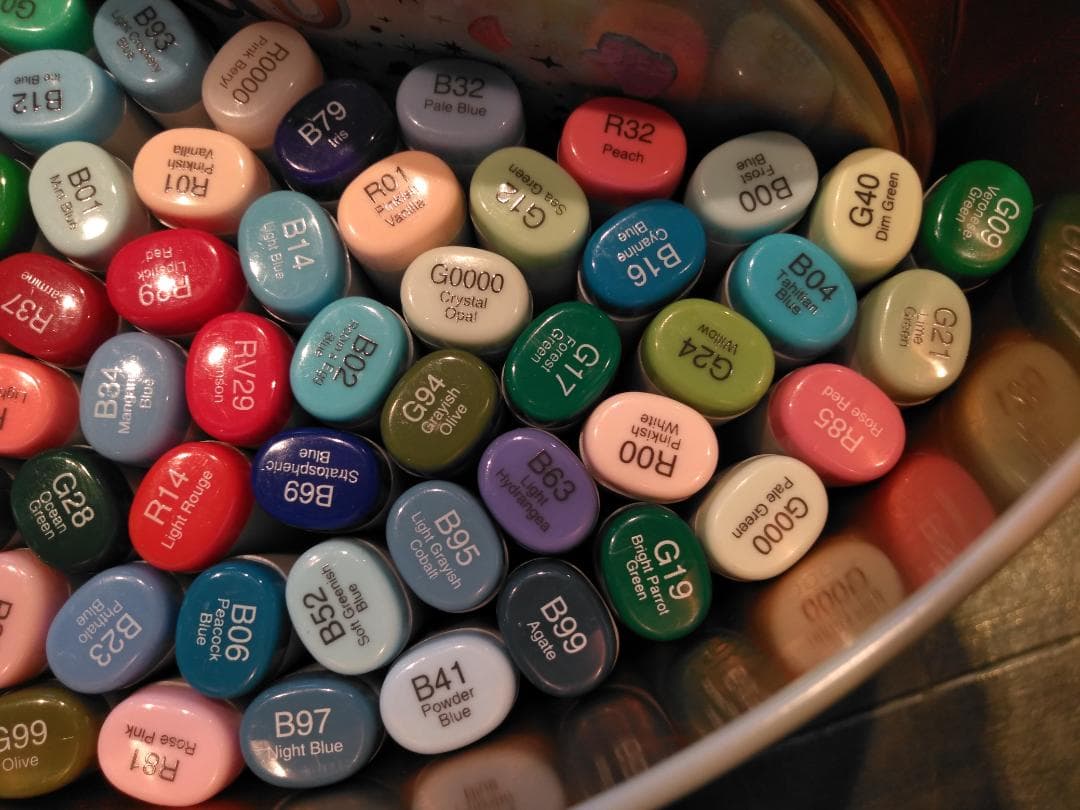 B93
Light Crockery
Blue
R0000
Pink Beryl
B12
Ice Blue
B79
Iris
B32
Pale Blue
R32
Peach
B00
Frost
Blue
G40
Dim Green
G09
Veronese
Green
B01
Mint Blue
R01
Pinkish
Vanilla
R01
Pinkish
Vanilla
G12
Sea Green
B14
Light Blue
B16
Cyanine
Blue
B04
Tahitian
Blue
G21
Lime
Green
R37
Carmine
R29
Lipstick
Red
G0000
Crystal
Opal
B34
Manganese
Blue
RV29
Crimson
B02
Robin's Egg
Blue
G94
Grayish
Olive
G17
Forest
Green
G24
Willow
R85
Rose Red
R00
Pinkish
White
G28
Ocean
Green
R14
Light Rouge
B69
Stratospheric
Blue
B63
Light
Hydrangea
G000
Pale Green
B95
Light Grayish
Cobalt
G19
Bright Parrot
Green
B23
Phthalo
Blue
B06
Peacock
Blue
B52
Soft Greenish
Blue
B99
Agate
B41
Powder
Blue
G99
Olive
R81
Rose Pink
B97
Night Blue